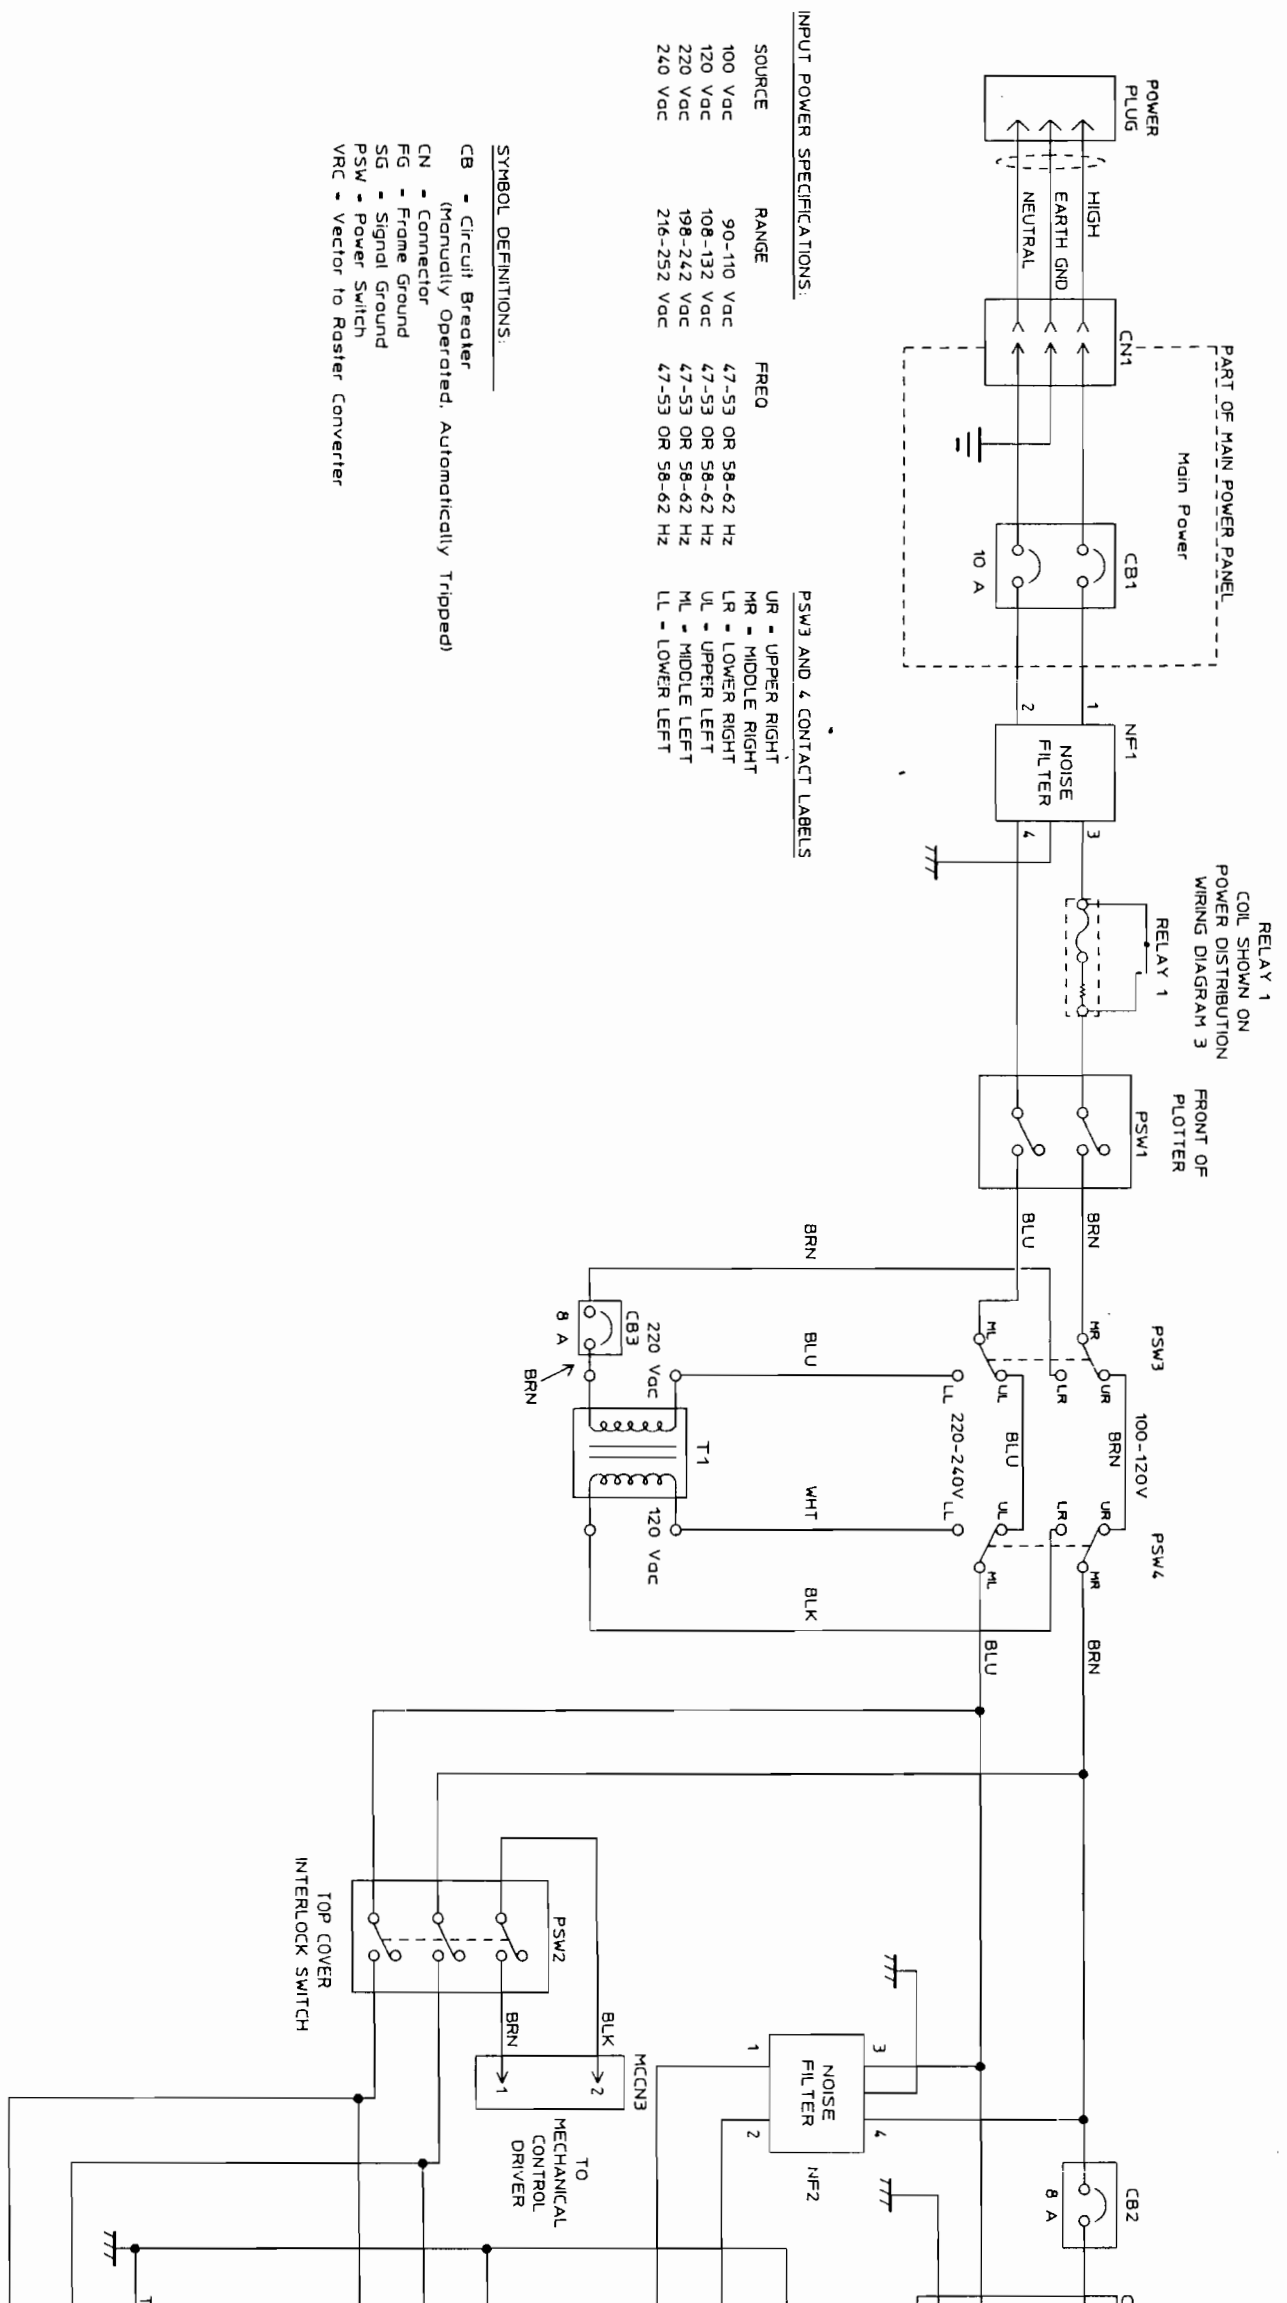 RELAY 1
COIL SHOWN ON
POWER DISTRIBUTION
WIRING DIAGRAM 3
PART OF MAIN POWER PANEL
Main Power
POWER
PLUG
HIGH
EARTH GND
NEUTRAL
CN1
CB1
10 A
1
2
NF1
NOISE
FILTER
3
4
RELAY 1
FRONT OF
PLOTTER
PSW1
BRN
BLU
PSW3
100-120V
PSW4
MR
UR
BRN
UR
MR
BRN
LR
LR
ML
UL
BLU
UL
ML
BLU
LL
220-240V
LL
BRN
BLU
WHT
BLK
CB3
8 A
BRN
220 Vac
T1
120 Vac
CB2
8 A
NOISE
FILTER
NF2
3
4
1
2
PSW2
TOP COVER
INTERLOCK SWITCH
BLK
BRN
MCCN3
2
1
TO
MECHANICAL
CONTROL
DRIVER
INPUT POWER SPECIFICATIONS:
SOURCE RANGE FREQ
100 Vac 90-110 Vac 47-53 OR 58-62 Hz
120 Vac 108-132 Vac 47-53 OR 58-62 Hz
220 Vac 198-242 Vac 47-53 OR 58-62 Hz
240 Vac 216-252 Vac 47-53 OR 58-62 Hz
PSW3 AND 4 CONTACT LABELS
UR - UPPER RIGHT
MR - MIDDLE RIGHT
LR - LOWER RIGHT
UL - UPPER LEFT
ML - MIDDLE LEFT
LL - LOWER LEFT
SYMBOL DEFINITIONS:
CB - Circuit Breaker
(Manually Operated, Automatically Tripped)
CN - Connector
FG - Frame Ground
SG - Signal Ground
PSW - Power Switch
VRC - Vector to Raster Converter